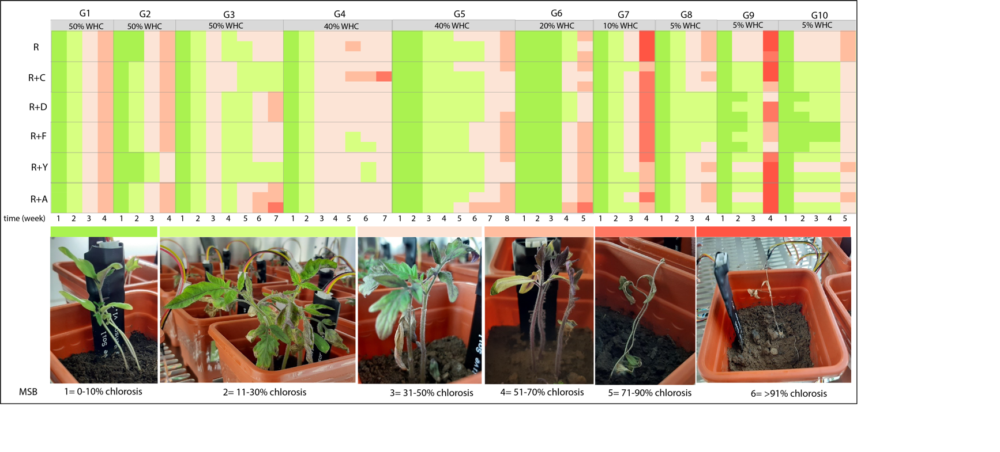 G1 G2 G3 G4 G5 G6 G7 G8 G9 G10
50% WHC 50% WHC 50% WHC 40% WHC 40% WHC 20% WHC 10% WHC 5% WHC 5% WHC 5% WHC
R
R+C
R+D
R+F
R+Y
R+A
time (week) 1 2 3 4 1 2 3 4 1 2 3 4 5 6 7 1 2 3 4 5 6 7 1 2 3 4 5 6 7 8 1 2 3 4 5 1 2 3 4 1 2 3 4 1 2 3 4 1 2 3 4 5
MSB 1= 0-10% chlorosis 2= 11-30% chlorosis 3= 31-50% chlorosis 4= 51-70% chlorosis 5= 71-90% chlorosis 6= >91% chlorosis